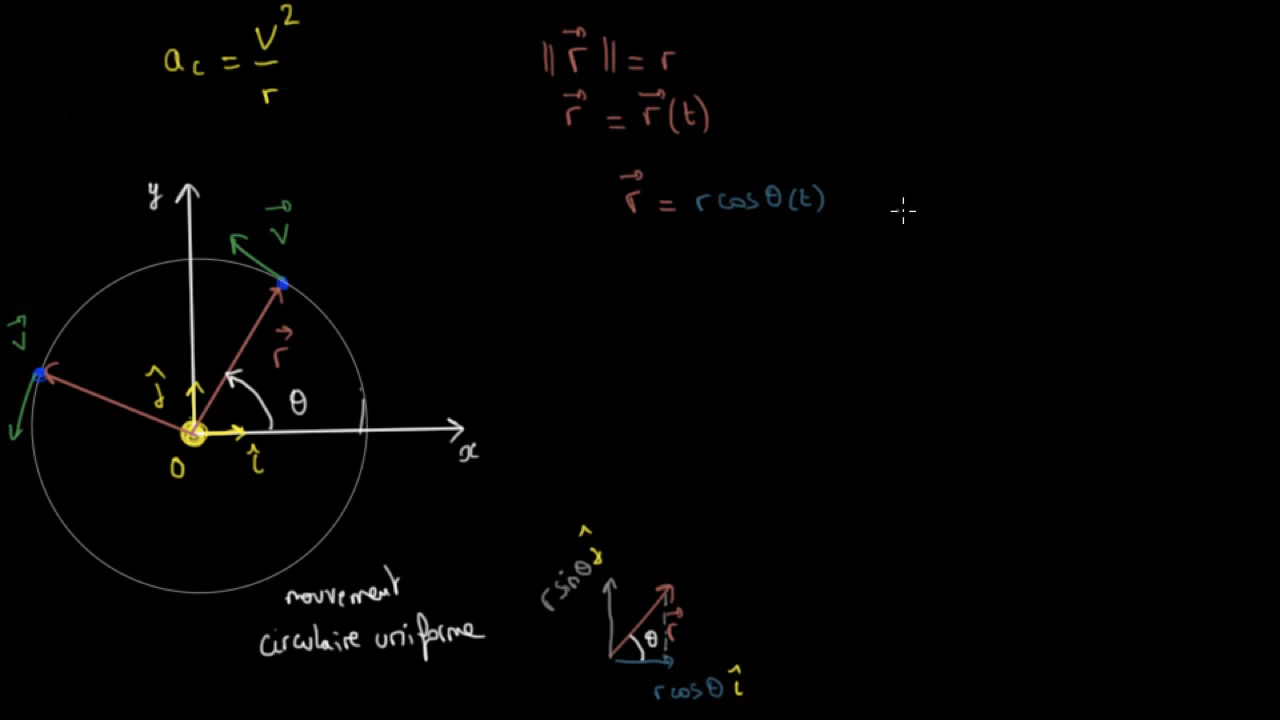 a_c = v²/r
‖r⃗‖ = r
r⃗ = r⃗(t)
r⃗ = r cos θ(t)
y
v⃗
v⃗
r⃗
ĵ
θ
O
î
x
mouvement
circulaire uniforme
r sin θ ĵ
r⃗
θ
r cos θ î